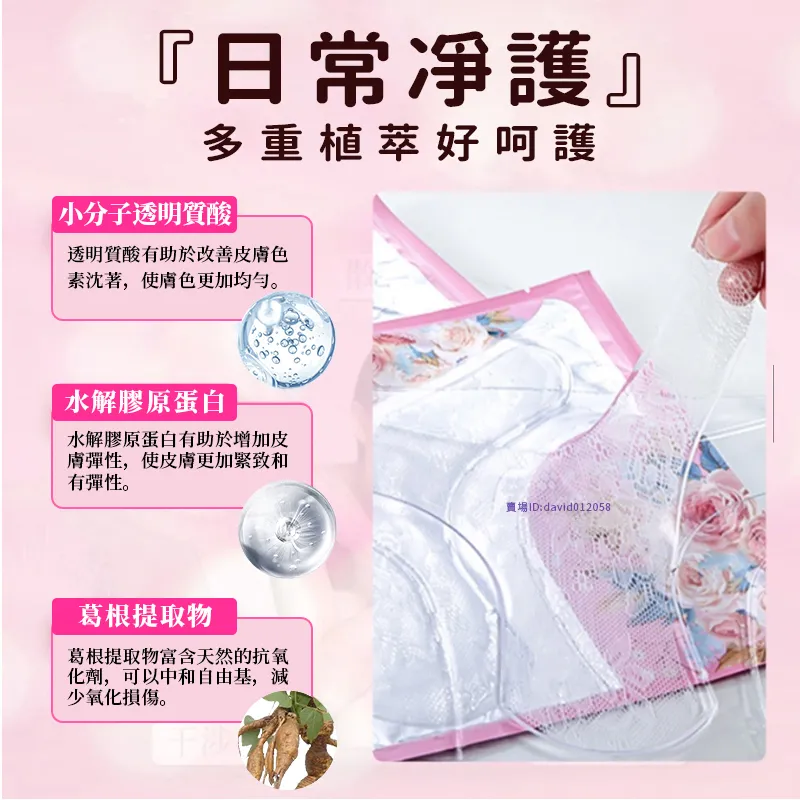 『日常凈護』
多重植萃好呵護
小分子透明質酸
透明質酸有助於改善皮膚色
素沈著，使膚色更加均勻。
水解膠原蛋白
水解膠原蛋白有助於增加皮
膚彈性，使皮膚更加緊致和
有彈性。
賣場ID:david012058
葛根提取物
葛根提取物富含天然的抗氧
化劑，可以中和自由基，減
少氧化損傷。